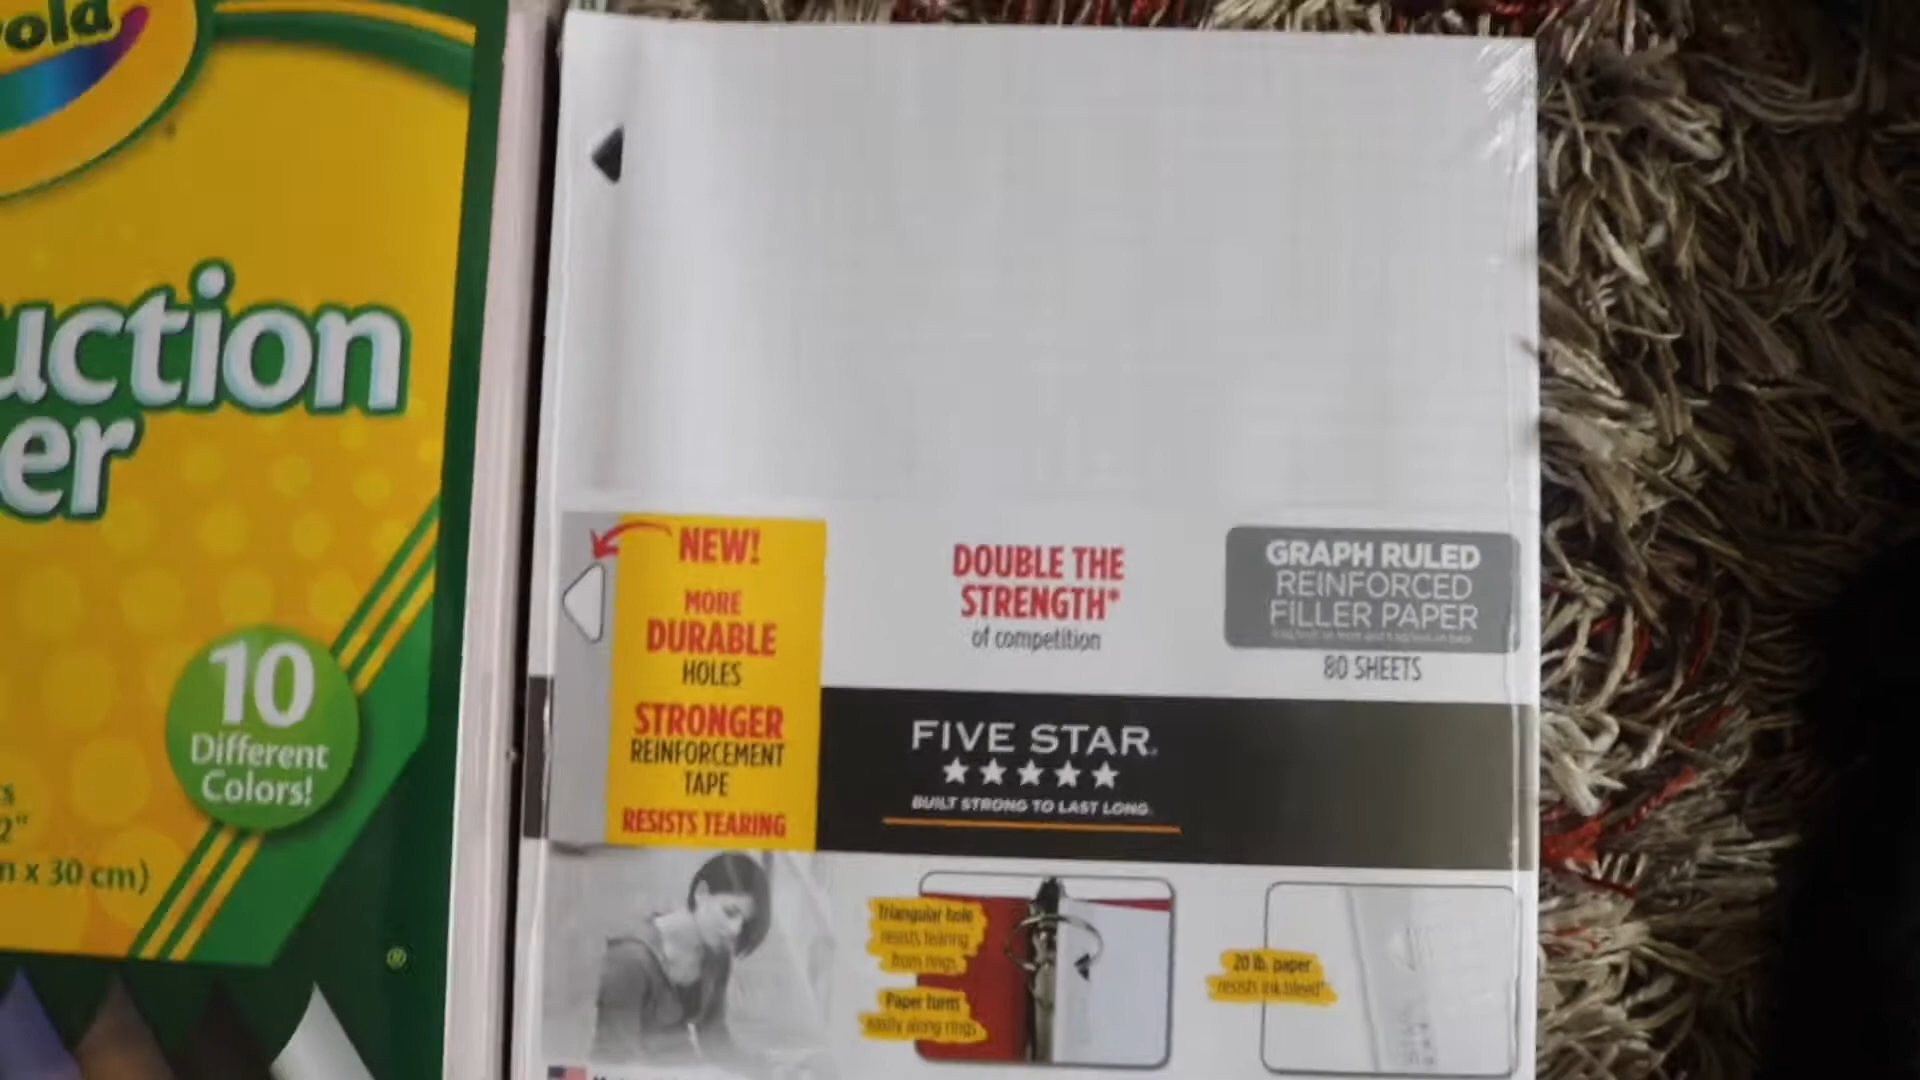 uction
er
10
Different
Colors!
2"
x 30 cm)
NEW!
MORE
DURABLE
HOLES
STRONGER
REINFORCEMENT
TAPE
RESISTS TEARING
DOUBLE THE
STRENGTH*
of competition
GRAPH RULED
REINFORCED
FILLER PAPER
80 SHEETS
FIVE STAR
BUILT STRONG TO LAST LONG.
Triangular hole
resists tearing
from rings
Paper turns
easily along rings
20 lb. paper
resists ink bleed*